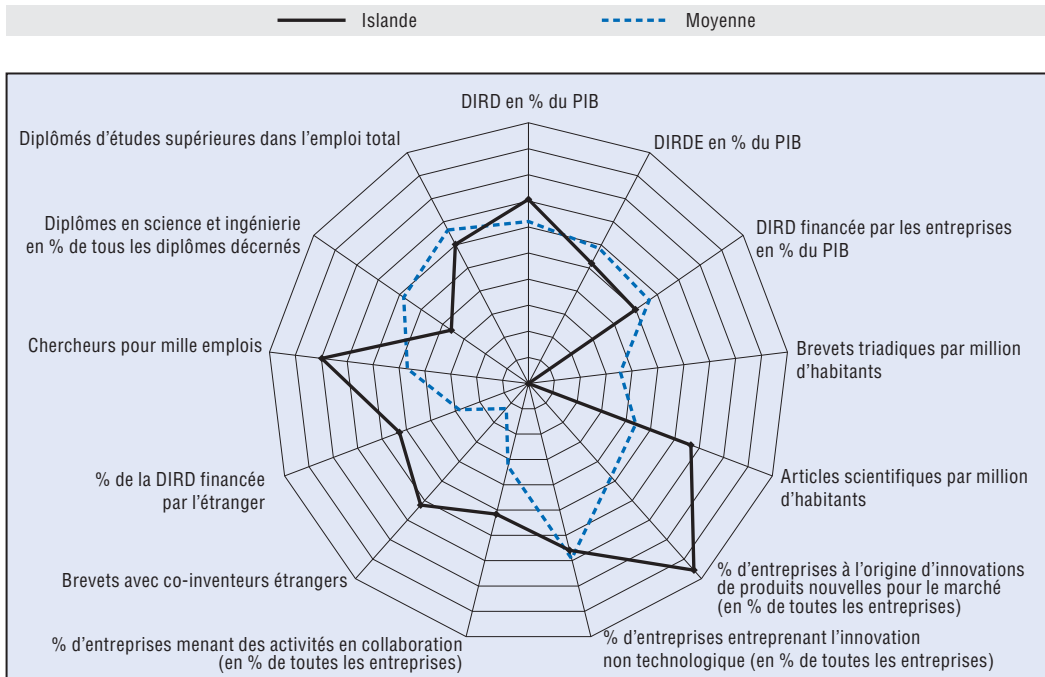 Islande
Moyenne
DIRD en % du PIB
Diplômés d'études supérieures dans l'emploi total
DIRDE en % du PIB
Diplômes en science et ingénierie
en % de tous les diplômes décernés
DIRD financée par les entreprises
en % du PIB
Chercheurs pour mille emplois
Brevets triadiques par million
d'habitants
% de la DIRD financée
par l'étranger
Articles scientifiques par million
d'habitants
Brevets avec co-inventeurs étrangers
% d'entreprises à l'origine d'innovations
de produits nouvelles pour le marché
(en % de toutes les entreprises)
% d'entreprises menant des activités en collaboration
(en % de toutes les entreprises)
% d'entreprises entreprenant l'innovation
non technologique (en % de toutes les entreprises)